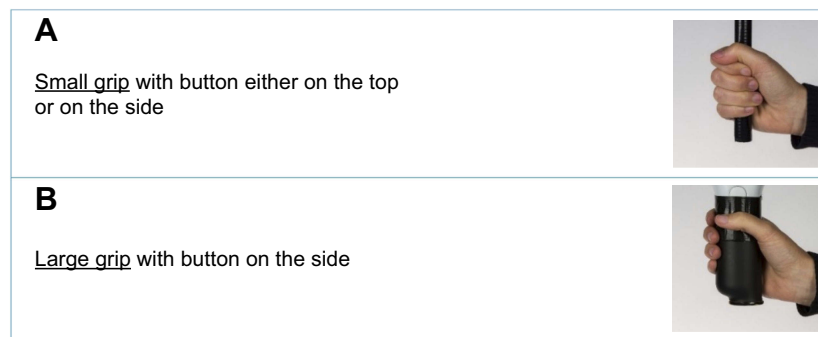 A
Small grip with button either on the top
or on the side
B
Large grip with button on the side